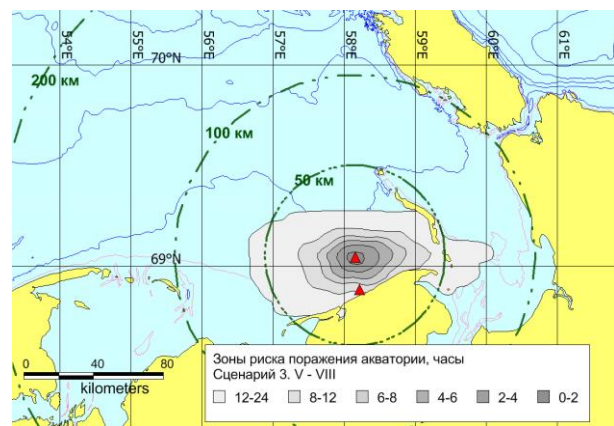 54°E
55°E
56°E
57°E
58°E
59°E
60°E
61°E
70°N
200 км
100 км
50 км
69°N
0 40 80
kilometers
Зоны риска поражения акватории, часы
Сценарий 3. V - VIII
12-24 8-12 6-8 4-6 2-4 0-2